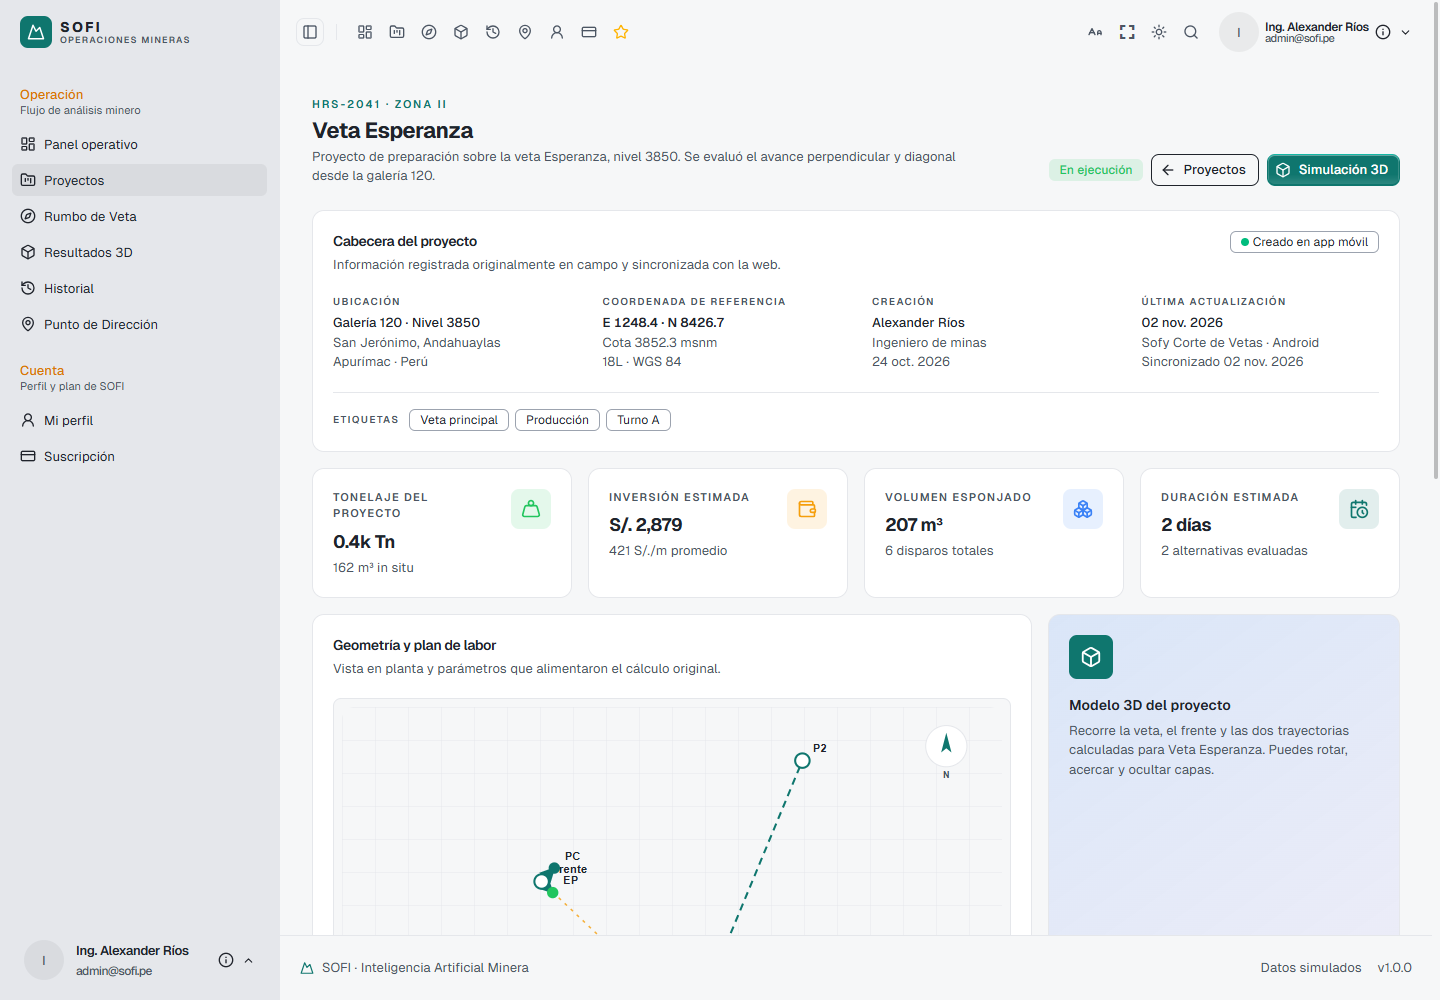 SOFI
OPERACIONES MINERAS
Operación
Flujo de análisis minero
Panel operativo
Proyectos
Rumbo de Veta
Resultados 3D
Historial
Punto de Dirección
Cuenta
Perfil y plan de SOFI
Mi perfil
Suscripción
I
Ing. Alexander Ríos
admin@sofi.pe
I
Ing. Alexander Ríos
admin@sofi.pe
HRS-2041 · ZONA II
Veta Esperanza
Proyecto de preparación sobre la veta Esperanza, nivel 3850. Se evaluó el avance perpendicular y diagonal
desde la galería 120.
En ejecución
Proyectos
Simulación 3D
Cabecera del proyecto
Información registrada originalmente en campo y sincronizada con la web.
Creado en app móvil
UBICACIÓN
Galería 120 · Nivel 3850
San Jerónimo, Andahuaylas
Apurímac · Perú
COORDENADA DE REFERENCIA
E 1248.4 · N 8426.7
Cota 3852.3 msnm
18L · WGS 84
CREACIÓN
Alexander Ríos
Ingeniero de minas
24 oct. 2026
ÚLTIMA ACTUALIZACIÓN
02 nov. 2026
Sofy Corte de Vetas · Android
Sincronizado 02 nov. 2026
ETIQUETAS
Veta principal
Producción
Turno A
TONELAJE DEL
PROYECTO
0.4k Tn
162 m³ in situ
INVERSIÓN ESTIMADA
S/. 2,879
421 S/./m promedio
VOLUMEN ESPONJADO
207 m³
6 disparos totales
DURACIÓN ESTIMADA
2 días
2 alternativas evaluadas
Geometría y plan de labor
Vista en planta y parámetros que alimentaron el cálculo original.
P2
N
PC
rente
EP
Modelo 3D del proyecto
Recorre la veta, el frente y las dos trayectorias
calculadas para Veta Esperanza. Puedes rotar,
acercar y ocultar capas.
SOFI · Inteligencia Artificial Minera
Datos simulados
v1.0.0